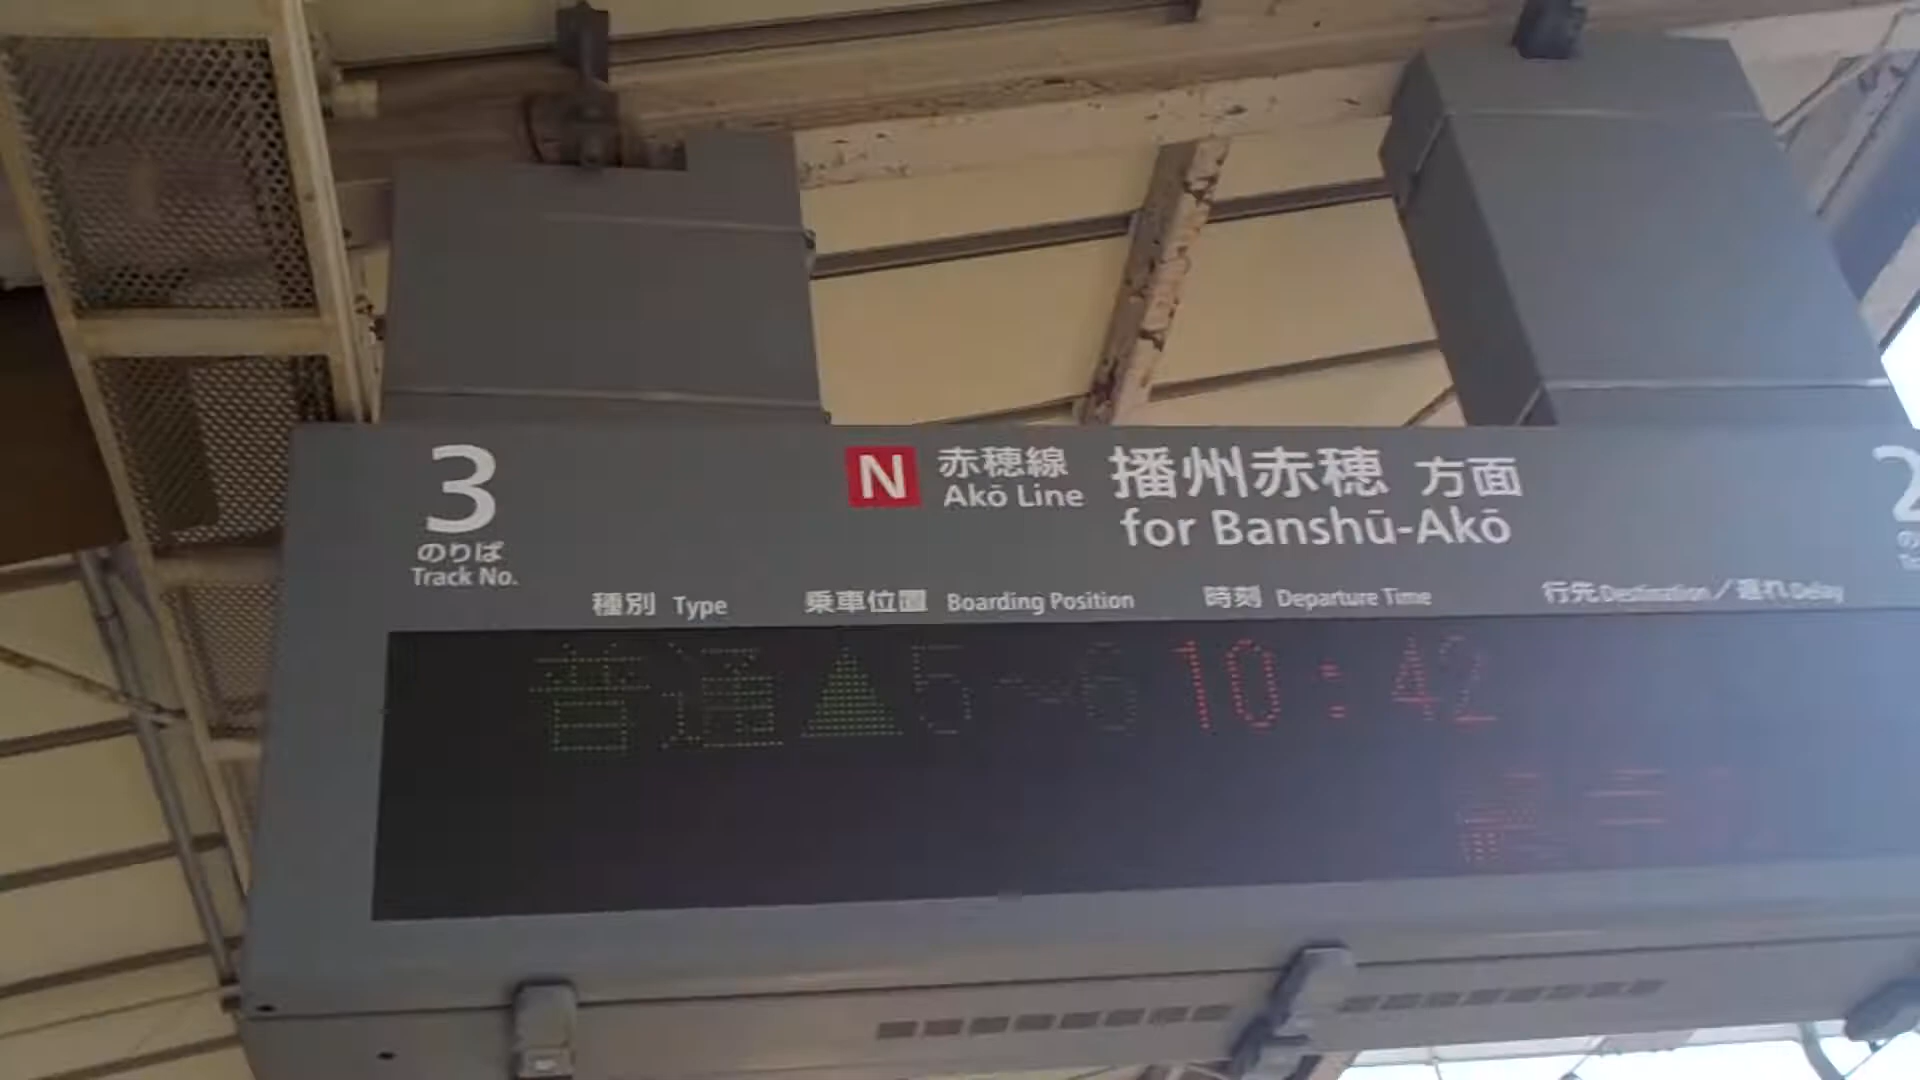 3
のりば
Track No.
N 赤穂線
Akō Line
播州赤穂 方面
for Banshū-Akō
2
種別 Type 乗車位置 Boarding Position 時刻 Departure Time 行先 Destination／遅れ Delay
普通 ▲5~6 10:42